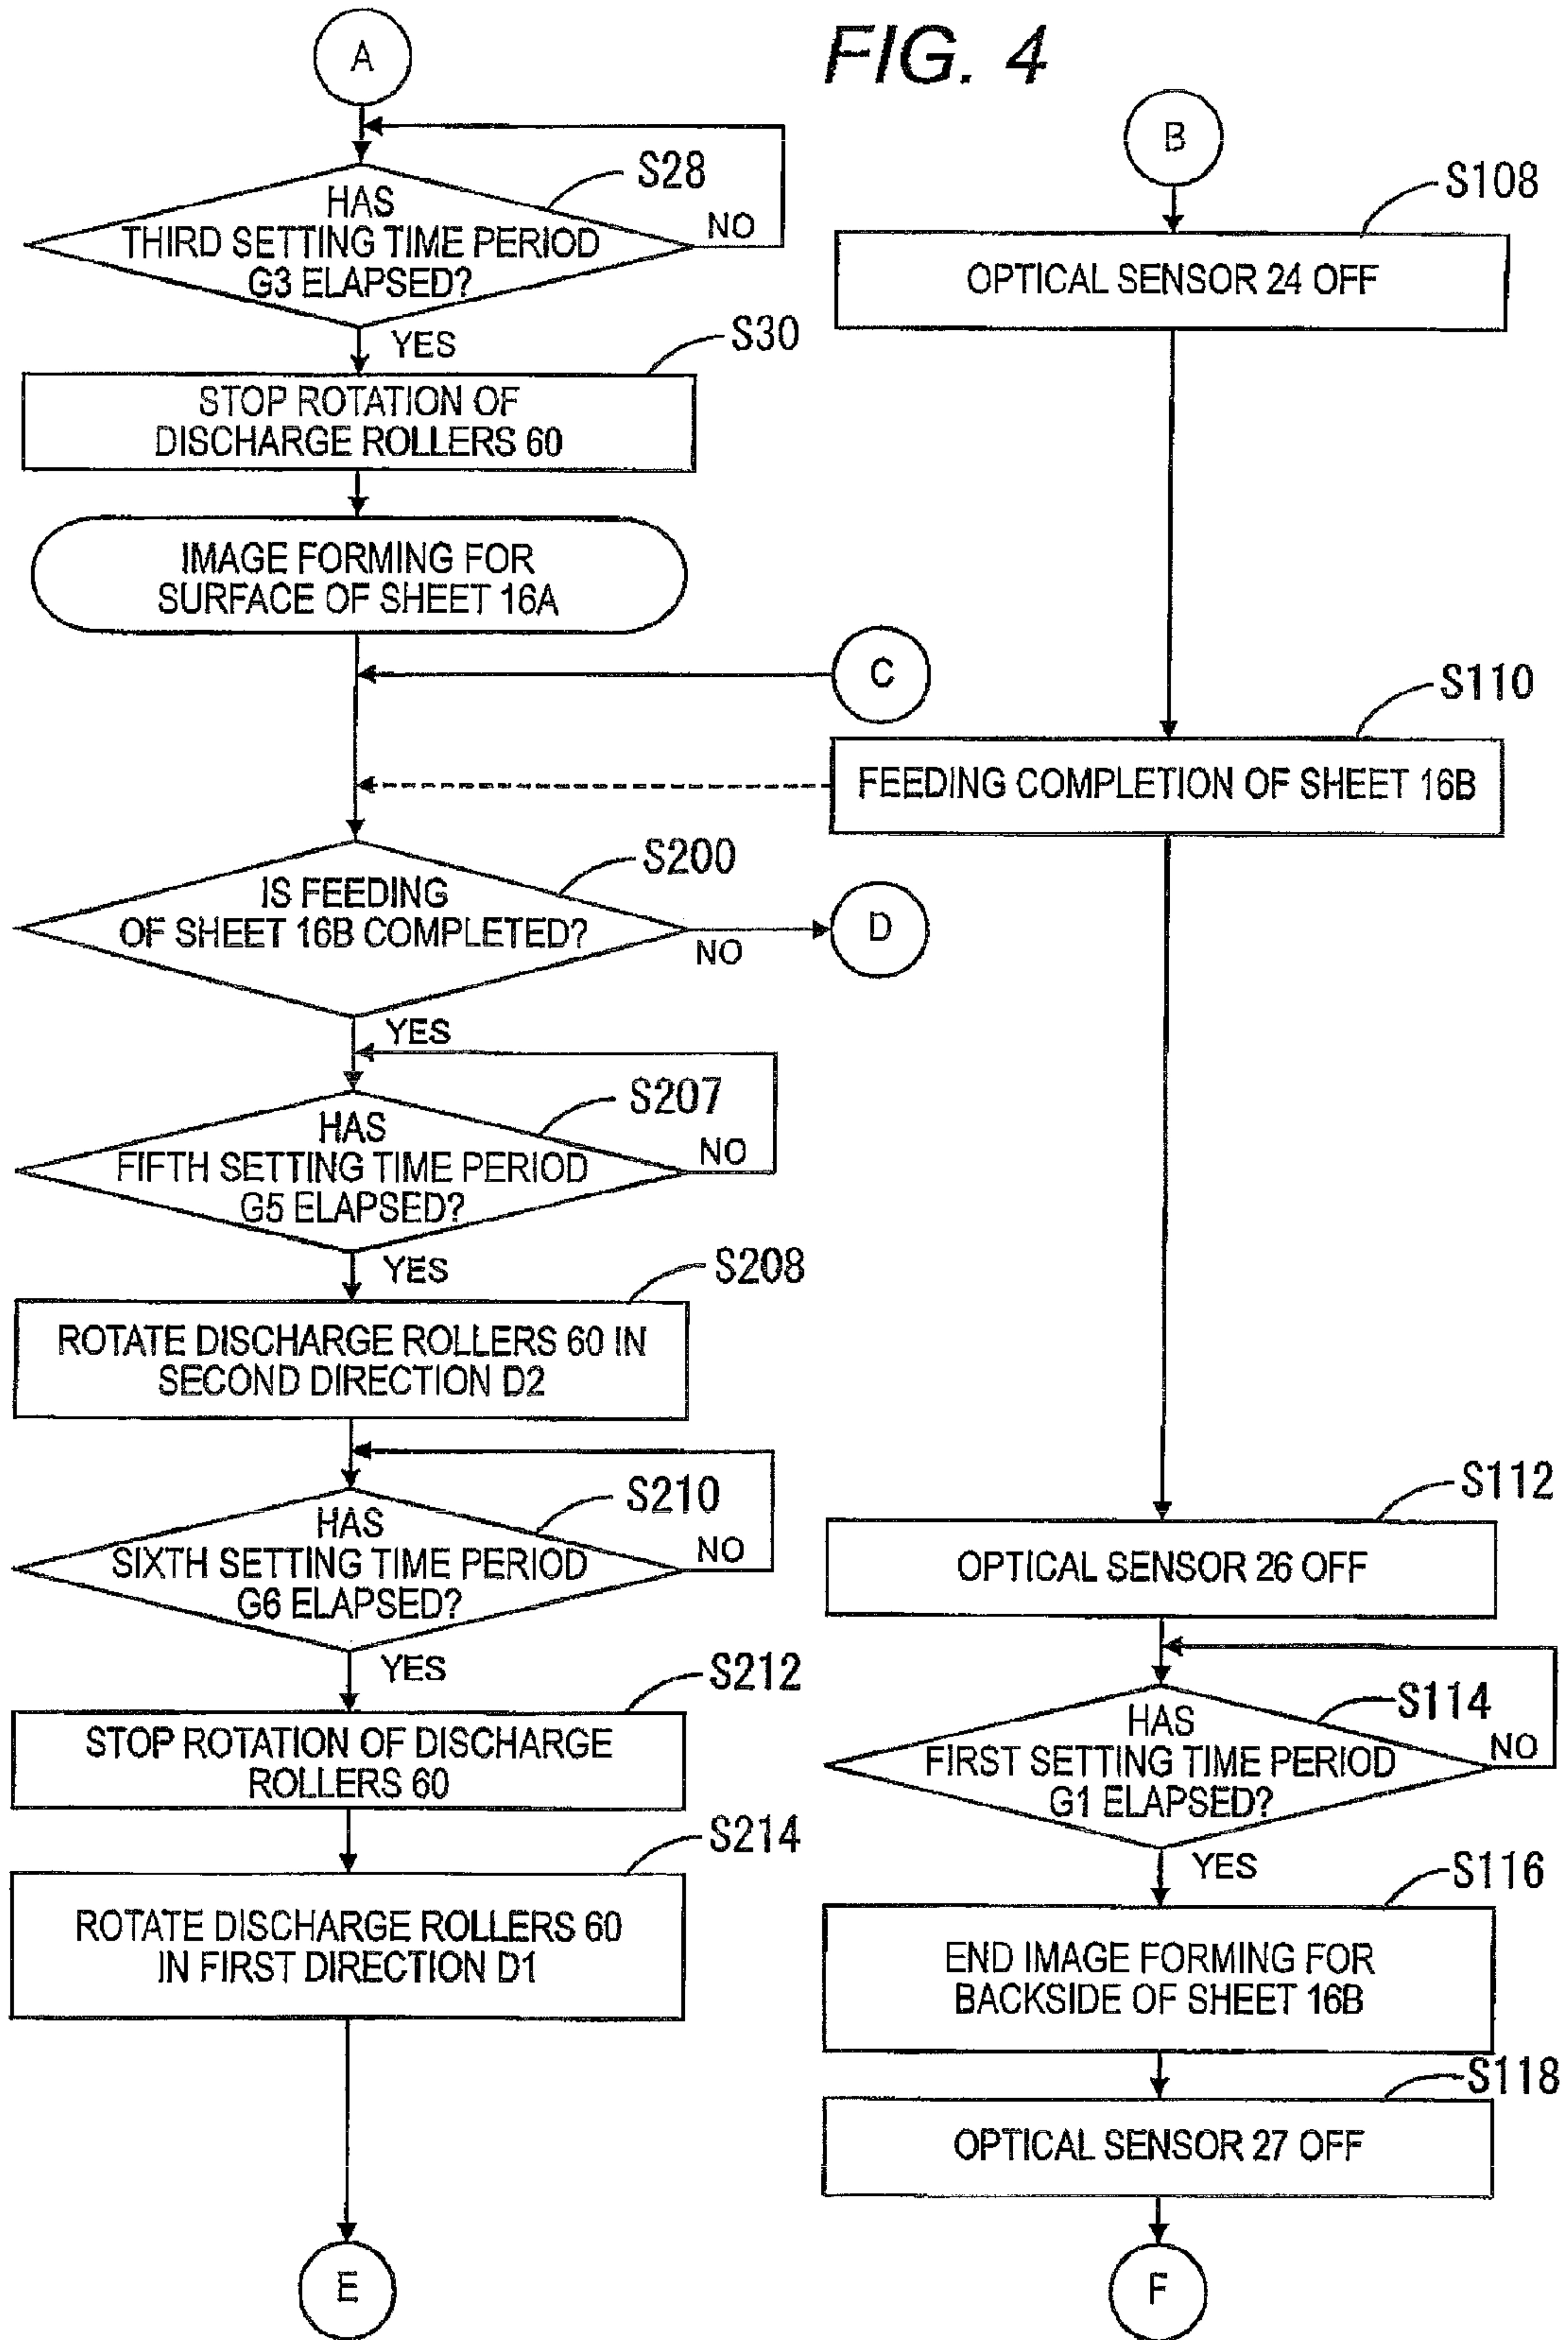 FIG. 4
A
S28
HAS
THIRD SETTING TIME PERIOD
G3 ELAPSED?
NO
YES
S30
STOP ROTATION OF
DISCHARGE ROLLERS 60
IMAGE FORMING FOR
SURFACE OF SHEET 16A
C
S200
IS FEEDING
OF SHEET 16B COMPLETED?
NO
D
YES
S207
HAS
FIFTH SETTING TIME PERIOD
G5 ELAPSED?
NO
YES
S208
ROTATE DISCHARGE ROLLERS 60 IN
SECOND DIRECTION D2
S210
HAS
SIXTH SETTING TIME PERIOD
G6 ELAPSED?
NO
YES
S212
STOP ROTATION OF DISCHARGE
ROLLERS 60
S214
ROTATE DISCHARGE ROLLERS 60
IN FIRST DIRECTION D1
E
B
S108
OPTICAL SENSOR 24 OFF
S110
FEEDING COMPLETION OF SHEET 16B
S112
OPTICAL SENSOR 26 OFF
S114
HAS
FIRST SETTING TIME PERIOD
G1 ELAPSED?
NO
YES
S116
END IMAGE FORMING FOR
BACKSIDE OF SHEET 16B
S118
OPTICAL SENSOR 27 OFF
F